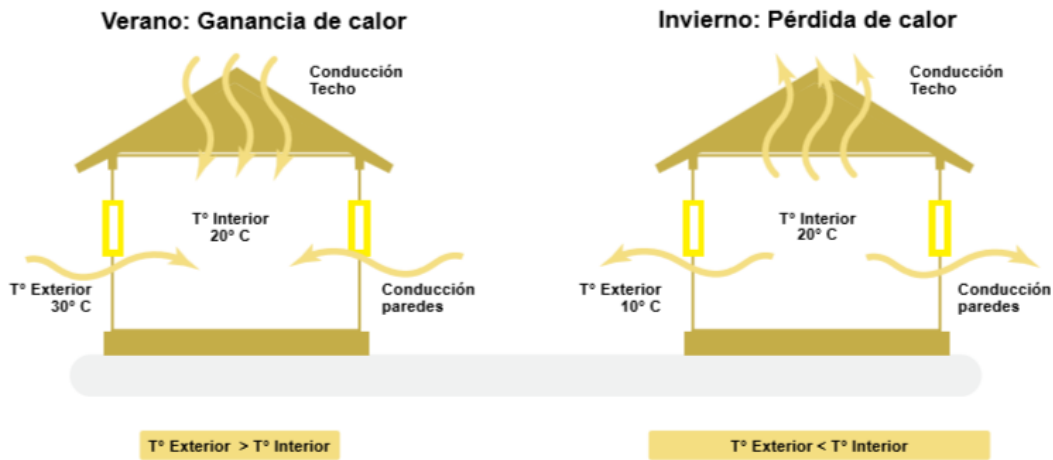 Verano: Ganancia de calor
Conducción
Techo
T° Interior
20° C
T° Exterior
30° C
Conducción
paredes
T° Exterior > T° Interior
Invierno: Pérdida de calor
Conducción
Techo
T° Interior
20° C
T° Exterior
10° C
Conducción
paredes
T° Exterior < T° Interior